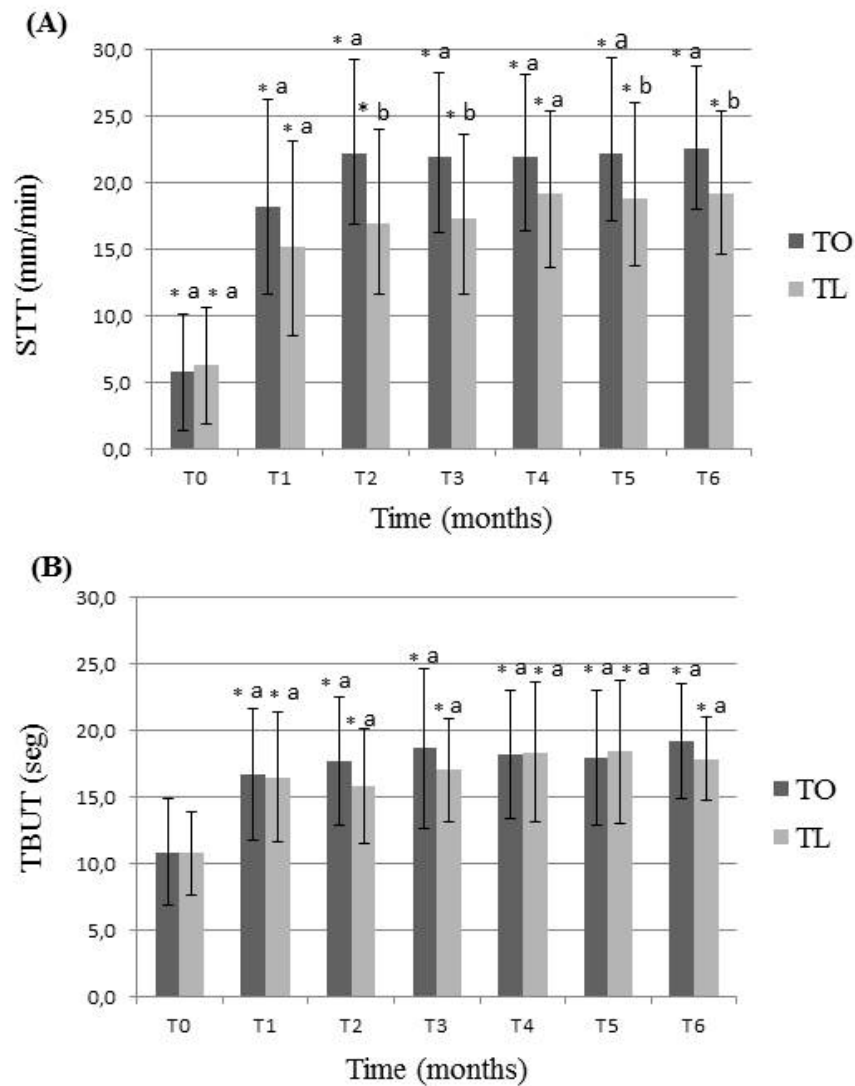 (A)
30,0
25,0
20,0
15,0
10,0
5,0
0,0
STT (mm/min)
* a * a
* a * a
* a * b
* a * b
* a * a
* a * b
* a * b
T0 T1 T2 T3 T4 T5 T6
Time (months)
TO
TL
(B)
30,0
25,0
20,0
15,0
10,0
5,0
0,0
TBUT (seg)
* a * a
* a * a
* a * a
* a * a
* a * a
* a * a
T0 T1 T2 T3 T4 T5 T6
Time (months)
TO
TL